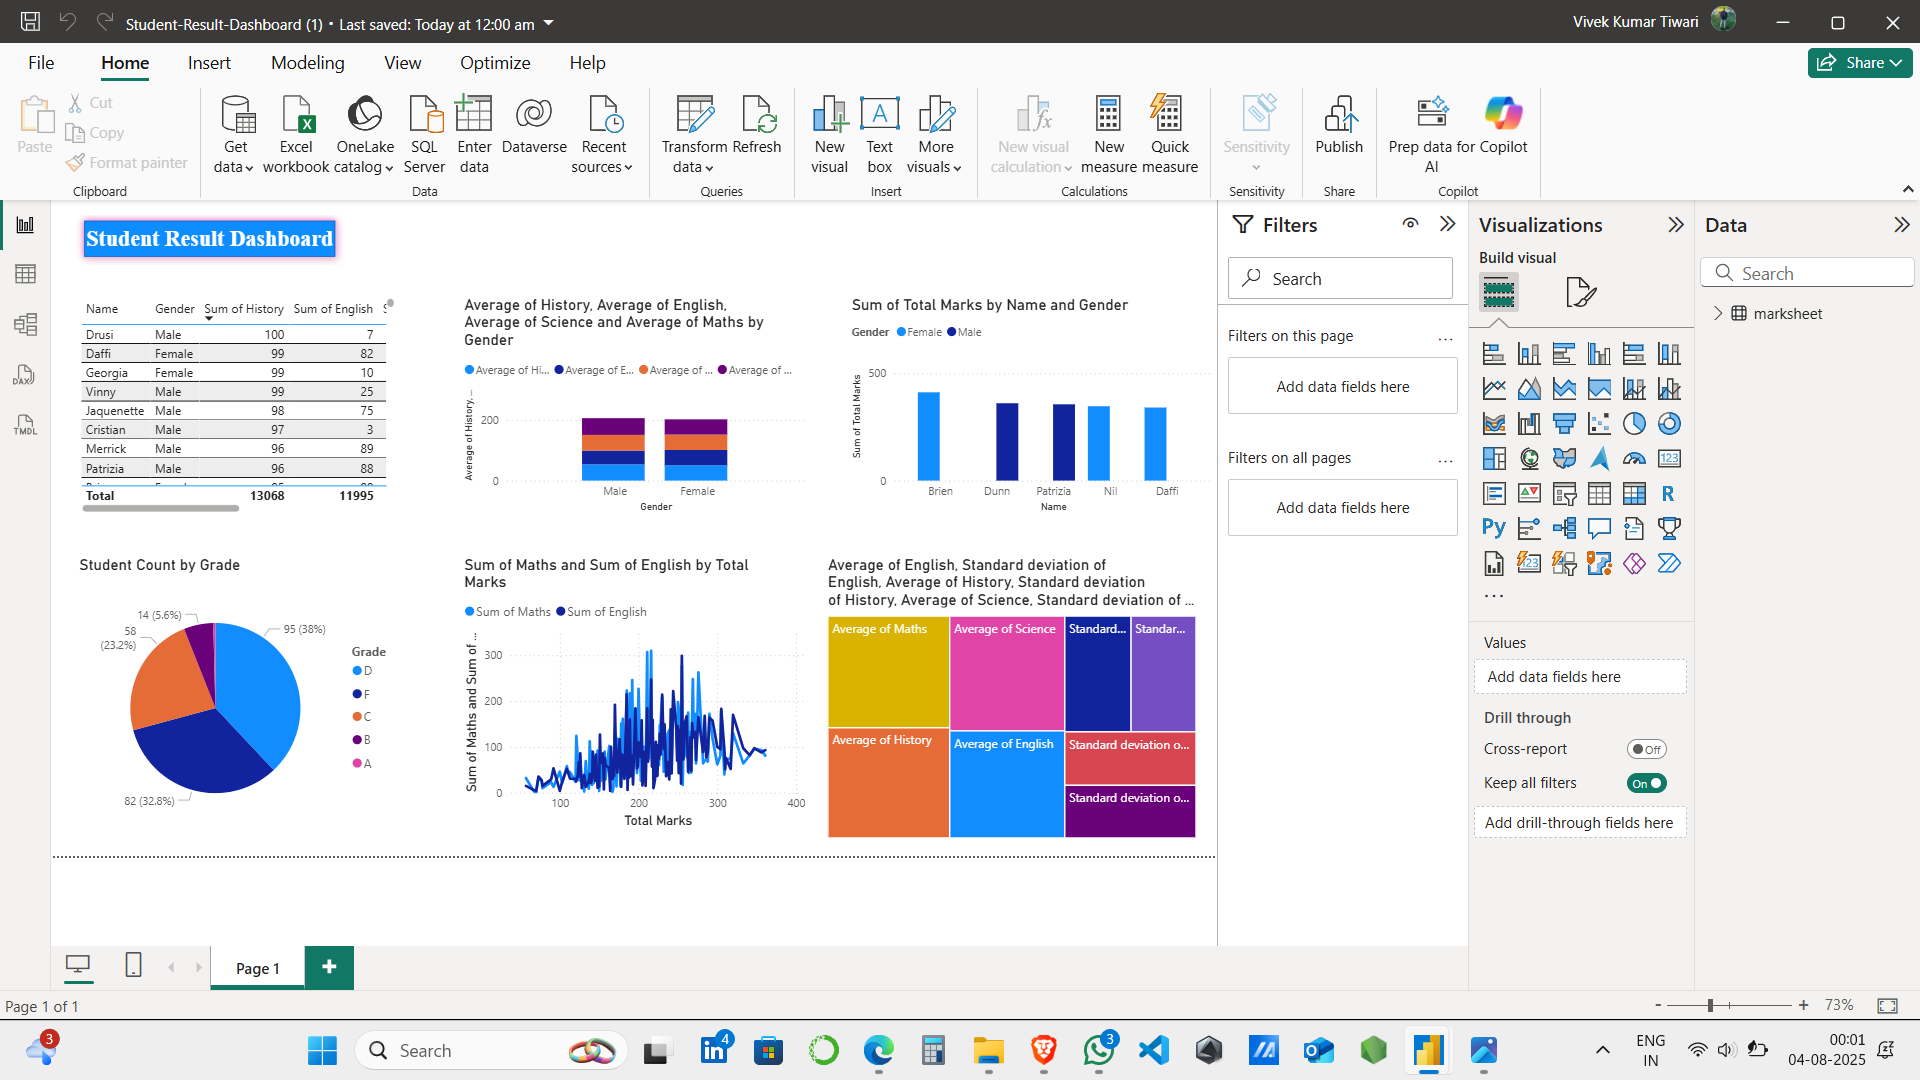 Student-Result-Dashboard (1) • Last saved: Today at 12:00 am
Vivek Kumar Tiwari
File Home Insert Modeling View Optimize Help
Share
Paste
Cut
Copy
Format painter
Clipboard
Get data
Excel workbook
OneLake catalog
SQL Server
Enter data
Dataverse
Recent sources
Data
Transform data
Refresh
Queries
New visual
Text box
More visuals
Insert
New visual calculation
New measure
Quick measure
Calculations
Sensitivity
Sensitivity
Publish
Share
Prep data for AI
Copilot
Copilot
Student Result Dashboard
Name Gender Sum of History Sum of English
Drusi Male 100 7
Daffi Female 99 82
Georgia Female 99 10
Vinny Male 99 25
Jaquenette Male 98 75
Cristian Male 97 3
Merrick Male 96 89
Patrizia Male 96 88
Total 13068 11995
Average of History, Average of English,
Average of Science and Average of Maths by
Gender
Average of Hi... Average of E... Average of ... Average of ...
Average of History, ...
200
0
Male Female
Gender
Sum of Total Marks by Name and Gender
Gender Female Male
Sum of Total Marks
500
0
Brien Dunn Patrizia Nil Daffi
Name
Student Count by Grade
14 (5.6%)
58
(23.2%)
95 (38%)
82 (32.8%)
Grade
D
F
C
B
A
Sum of Maths and Sum of English by Total
Marks
Sum of Maths Sum of English
Sum of Maths and Sum of ...
300
200
100
0
100 200 300 400
Total Marks
Average of English, Standard deviation of
English, Average of History, Standard deviation
of History, Average of Science, Standard deviation of ...
Average of Maths
Average of Science
Standard...
Standar...
Average of History
Average of English
Standard deviation o...
Standard deviation o...
Filters
Search
Filters on this page ...
Add data fields here
Filters on all pages ...
Add data fields here
Visualizations
Build visual
123
R
Py
123
...
Values
Add data fields here
Drill through
Cross-report Off
Keep all filters On
Add drill-through fields here
Data
Search
marksheet
DAX
TMDL
Page 1
+
Page 1 of 1
- + 73%
3
Search
4
3
ENG
IN
00:01
04-08-2025